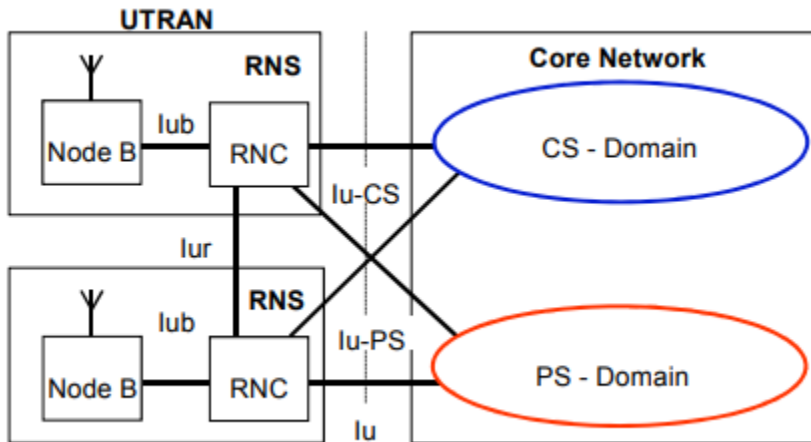 UTRAN
RNS
Core Network
Iub
Node B
RNC
CS - Domain
Iu-CS
Iur
RNS
Iub
Iu-PS
Node B
RNC
PS - Domain
Iu